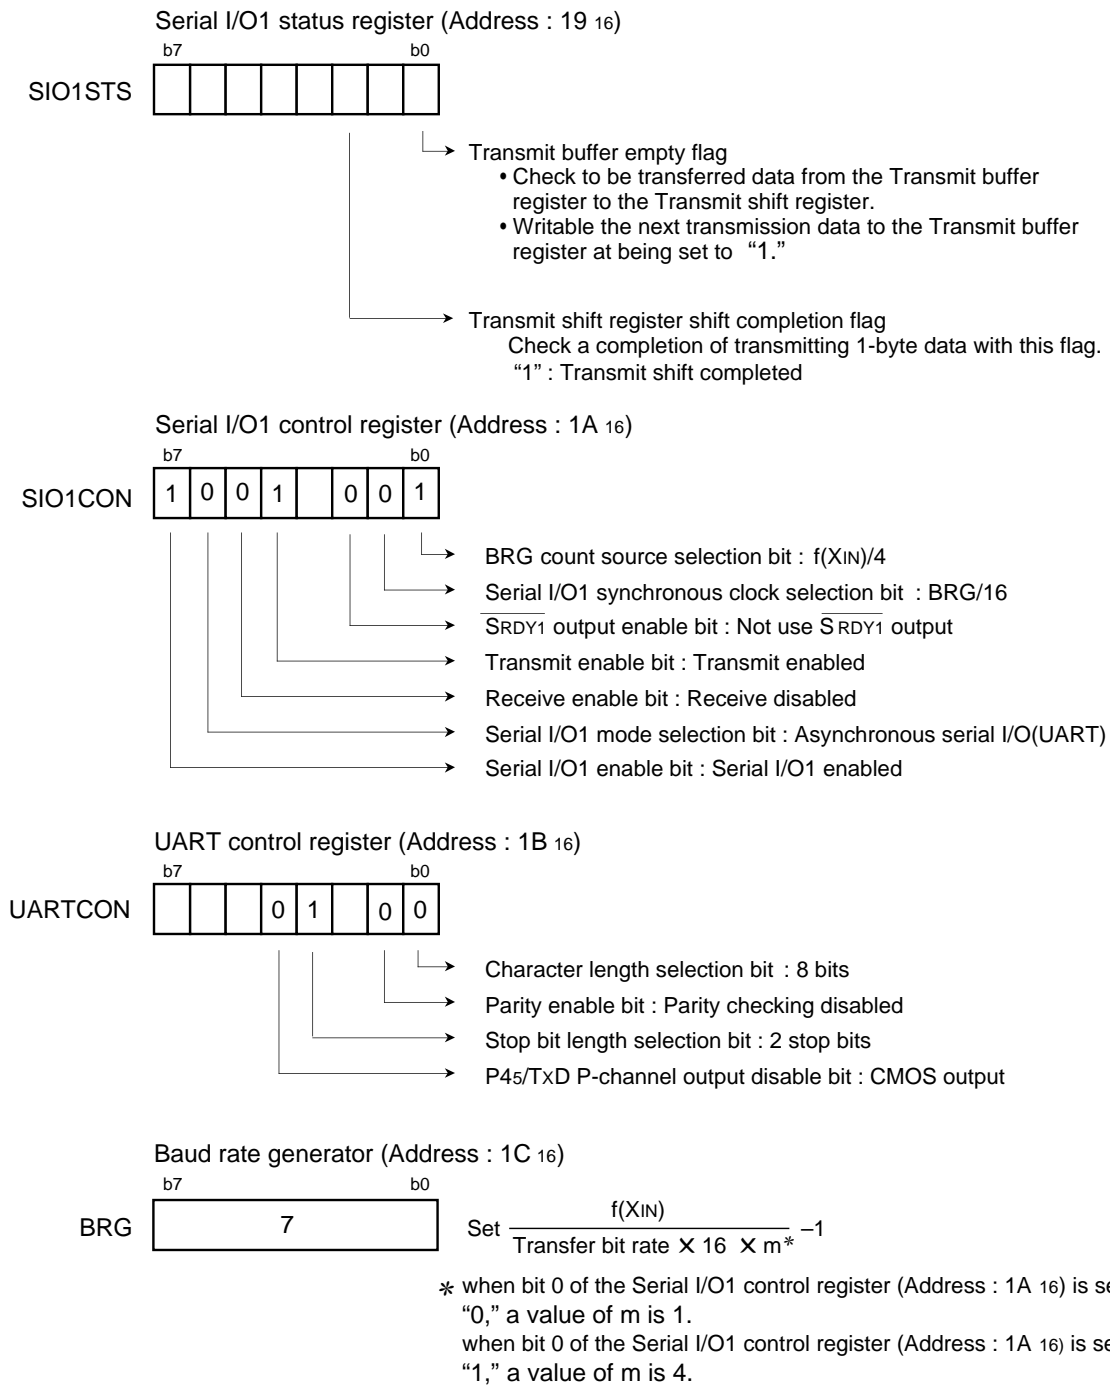 Serial I/O1 status register (Address : 19 16)
b7 b0
SIO1STS
Transmit buffer empty flag
• Check to be transferred data from the Transmit buffer
register to the Transmit shift register.
• Writable the next transmission data to the Transmit buffer
register at being set to “1.”
Transmit shift register shift completion flag
Check a completion of transmitting 1-byte data with this flag.
“1” : Transmit shift completed
Serial I/O1 control register (Address : 1A 16)
b7 b0
SIO1CON 1 0 0 1 0 0 1
BRG count source selection bit : f(XIN)/4
Serial I/O1 synchronous clock selection bit : BRG/16
SRDY1 output enable bit : Not use SRDY1 output
Transmit enable bit : Transmit enabled
Receive enable bit : Receive disabled
Serial I/O1 mode selection bit : Asynchronous serial I/O(UART)
Serial I/O1 enable bit : Serial I/O1 enabled
UART control register (Address : 1B 16)
b7 b0
UARTCON 0 1 0 0
Character length selection bit : 8 bits
Parity enable bit : Parity checking disabled
Stop bit length selection bit : 2 stop bits
P45/TXD P-channel output disable bit : CMOS output
Baud rate generator (Address : 1C 16)
b7 b0
BRG 7
f(XIN)
Set –1
Transfer bit rate ✕ 16 ✕ m*
* when bit 0 of the Serial I/O1 control register (Address : 1A 16) is
“0,” a value of m is 1.
when bit 0 of the Serial I/O1 control register (Address : 1A 16) is
“1,” a value of m is 4.